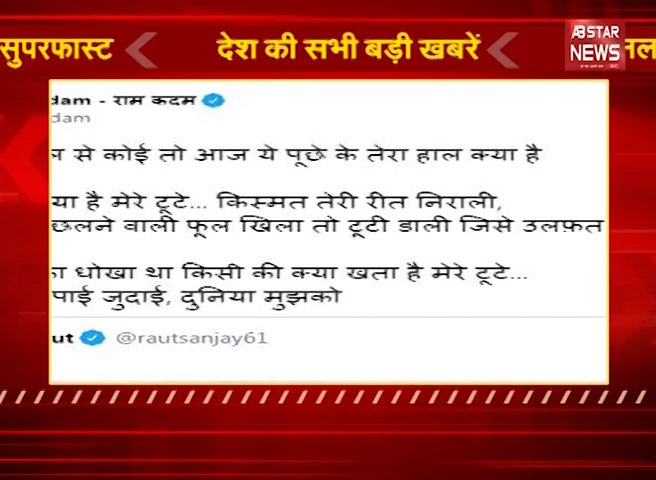 सुपरफास्ट
देश की सभी बड़ी खबरें
AB STAR
NEWS
dam - राम कदम
dam
से कोई तो आज ये पूछे के तेरा हाल क्या है
या है मेरे टूटे... किस्मत तेरी रीत निराली,
छलने वाली फूल खिला तो टूटी डाली जिसे उलफ़त
धोखा था किसी की क्या खता है मेरे टूटे...
पाई जुदाई, दुनिया मुझको
ut @rautsanjay61